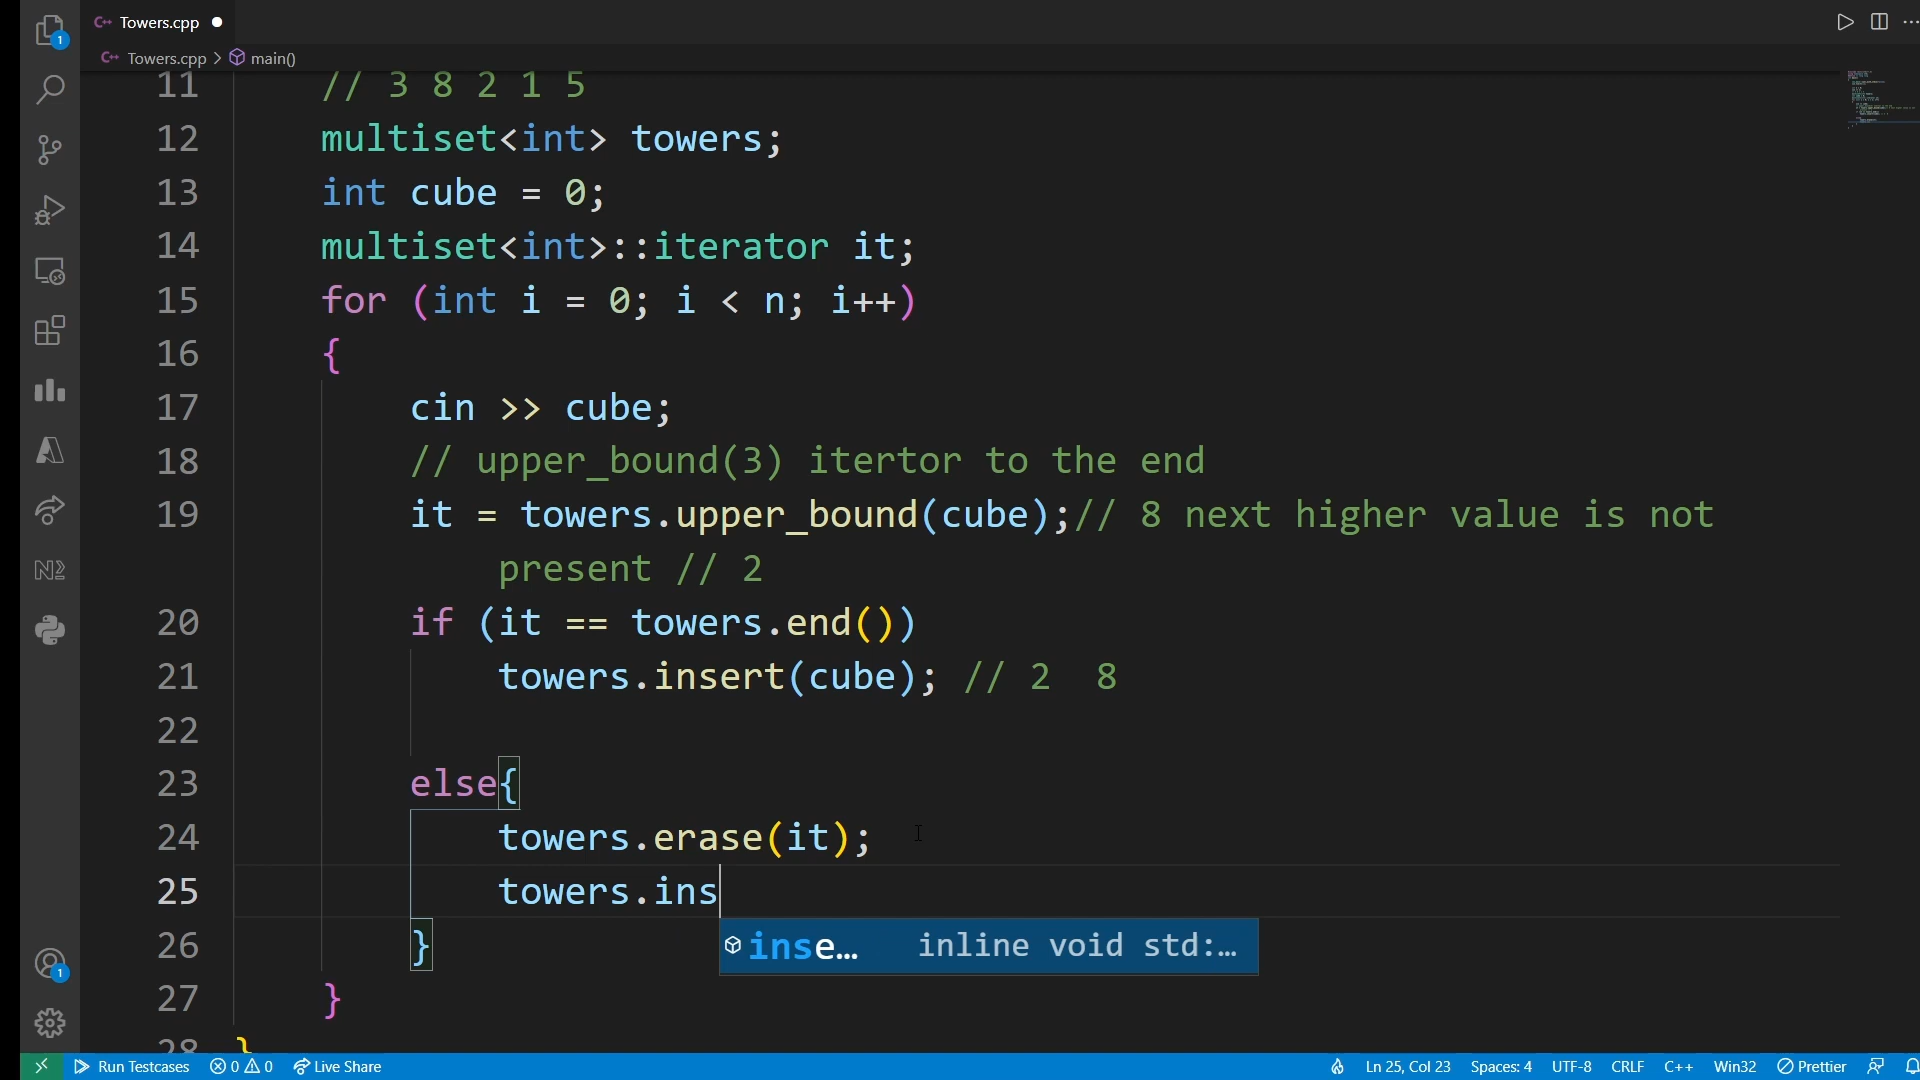 Towers.cpp
Towers.cpp > main()
11 // 3 8 2 1 5
12 multiset<int> towers;
13 int cube = 0;
14 multiset<int>::iterator it;
15 for (int i = 0; i < n; i++)
16 {
17 cin >> cube;
18 // upper_bound(3) itertor to the end
19 it = towers.upper_bound(cube);// 8 next higher value is not
present // 2
20 if (it == towers.end())
21 towers.insert(cube); // 2 8
22
23 else{
24 towers.erase(it);
25 towers.ins
inse… inline void std:…
26 }
27 }
28 }
Run Testcases 0 0 Live Share Ln 25, Col 23 Spaces: 4 UTF-8 CRLF C++ Win32 Prettier